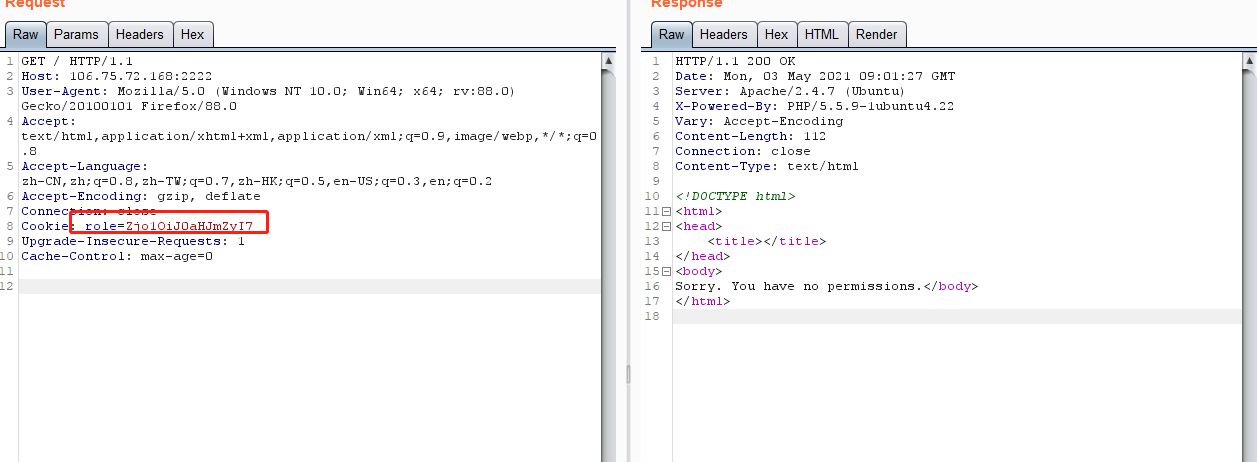 Request
Raw Params Headers Hex
1 GET / HTTP/1.1
2 Host: 106.75.72.168:2222
3 User-Agent: Mozilla/5.0 (Windows NT 10.0; Win64; x64; rv:88.0)
Gecko/20100101 Firefox/88.0
4 Accept:
text/html,application/xhtml+xml,application/xml;q=0.9,image/webp,*/*;q=0
.8
5 Accept-Language:
zh-CN,zh;q=0.8,zh-TW;q=0.7,zh-HK;q=0.5,en-US;q=0.3,en;q=0.2
6 Accept-Encoding: gzip, deflate
7 Connection: close
8 Cookie: role=Zjo1OiJ0aHJmZyI7
9 Upgrade-Insecure-Requests: 1
10 Cache-Control: max-age=0
11
12
Response
Raw Headers Hex HTML Render
1 HTTP/1.1 200 OK
2 Date: Mon, 03 May 2021 09:01:27 GMT
3 Server: Apache/2.4.7 (Ubuntu)
4 X-Powered-By: PHP/5.5.9-1ubuntu4.22
5 Vary: Accept-Encoding
6 Content-Length: 112
7 Connection: close
8 Content-Type: text/html
9
10 <!DOCTYPE html>
11 <html>
12 <head>
13 <title></title>
14 </head>
15 <body>
16 Sorry. You have no permissions.</body>
17 </html>
18